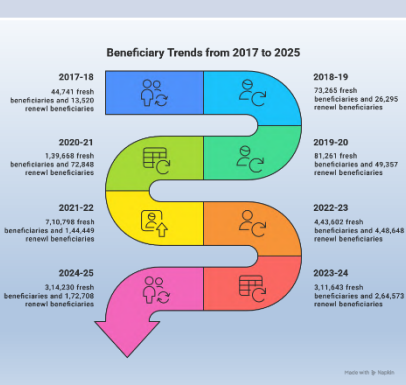 Beneficiary Trends from 2017 to 2025
2017-18
44,741 fresh
beneficiaries and 13,520
renewl beneficiaries
2018-19
73,265 fresh
beneficiaries and 26,295
renewl beneficiaries
2020-21
1,39,668 fresh
beneficiaries and 72,848
renewl beneficiaries
2019-20
81,261 fresh
beneficiaries and 49,357
renewl beneficiaries
2021-22
7,10,798 fresh
beneficiaries and 1,44,449
renewl beneficiaries
2022-23
4,43,602 fresh
beneficiaries and 4,48,648
renewl beneficiaries
2024-25
3,14,230 fresh
beneficiaries and 1,72,708
renewl beneficiaries
2023-24
3,11,643 fresh
beneficiaries and 2,64,573
renewl beneficiaries
Made with Napkin